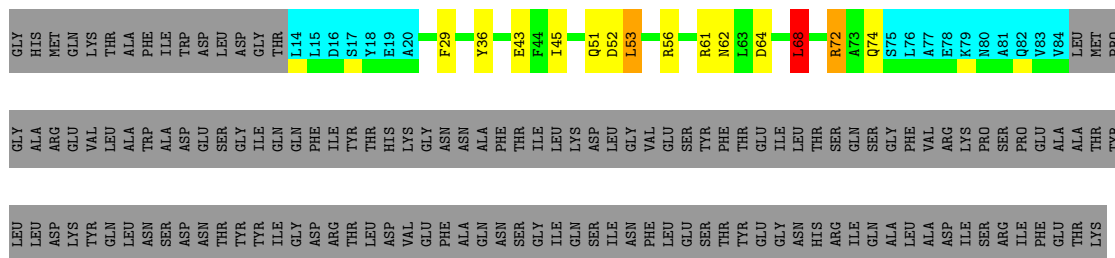 GLY HIS MET GLN LYS THR ALA PHE ILE TRP ASP LEU ASP GLY THR L14 L15 D16 S17 Y18 E19 A20 F29 Y36 E43 F44 I45 Q51 D52 L53 R56 R61 N62 L63 D64 L68 R72 A73 Q74 S75 L76 A77 E78 K79 N80 A81 Q82 V83 V84 LEU MET PRO
GLY ALA ARG GLU VAL LEU ALA TRP ALA ASP GLU SER GLY ILE GLN GLN PHE ILE TYR THR HIS LYS GLY ASN ASN ALA PHE THR ILE LEU LYS ASP LEU GLY VAL GLU SER TYR PHE THR GLU ILE LEU THR SER GLN SER GLY PHE VAL ARG LYS PRO SER PRO GLU ALA ALA THR TYR
LEU LEU ASP LYS TYR GLN LEU ASN SER ASP ASN THR TYR TYR ILE GLY ASP ARG THR LEU ASP VAL GLU PHE ALA GLN ASN SER GLY ILE GLN SER ILE ASN PHE LEU GLU SER THR TYR GLU GLY ASN HIS ARG ILE GLN ALA LEU ALA ASP ILE SER ARG ILE PHE GLU THR LYS